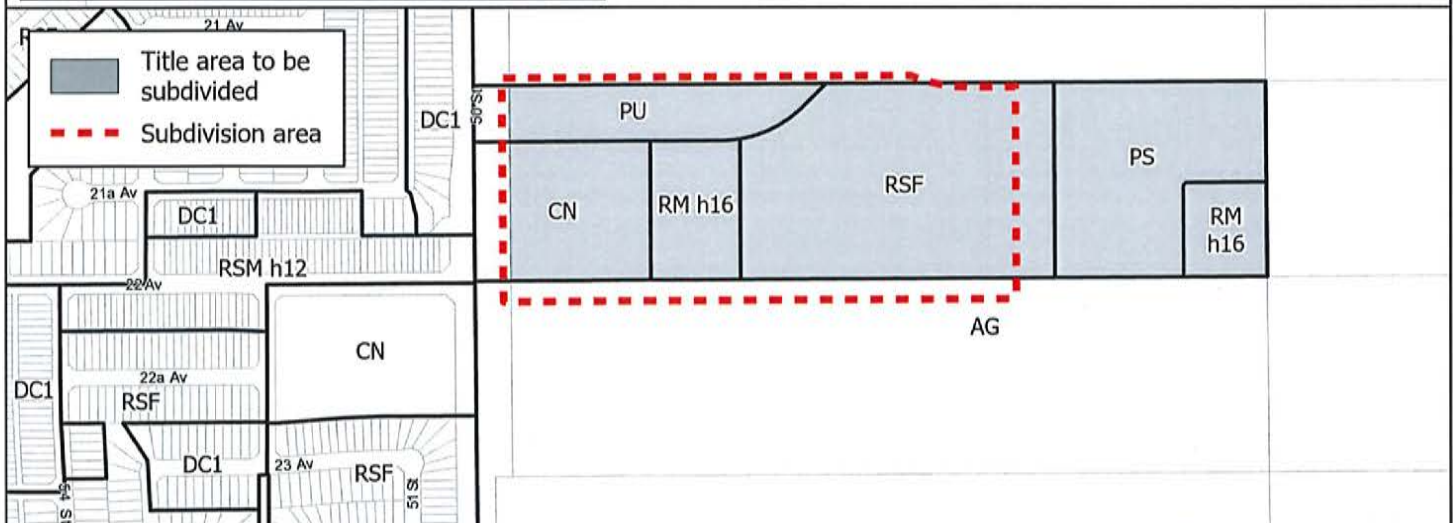 21 Av
Title area to be
subdivided
Subdivision area
DC1
50 St
PU
PS
CN
RM h16
RSF
RM
h16
21a Av
DC1
RSM h12
22 Av
AG
CN
DC1
22a Av
RSF
DC1
23 Av
RSF
51 St
54 St